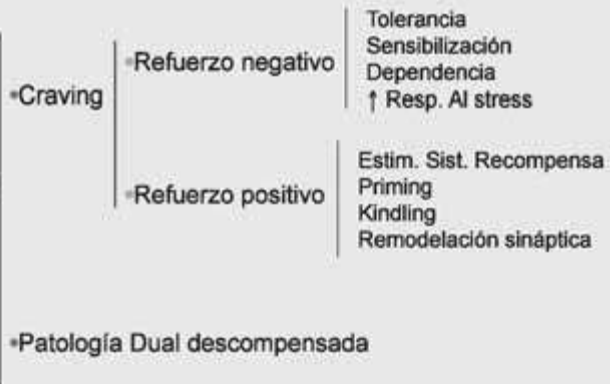 •Craving
•Refuerzo negativo
Tolerancia
Sensibilización
Dependencia
↑ Resp. Al stress
•Refuerzo positivo
Estim. Sist. Recompensa
Priming
Kindling
Remodelación sináptica
•Patología Dual descompensada